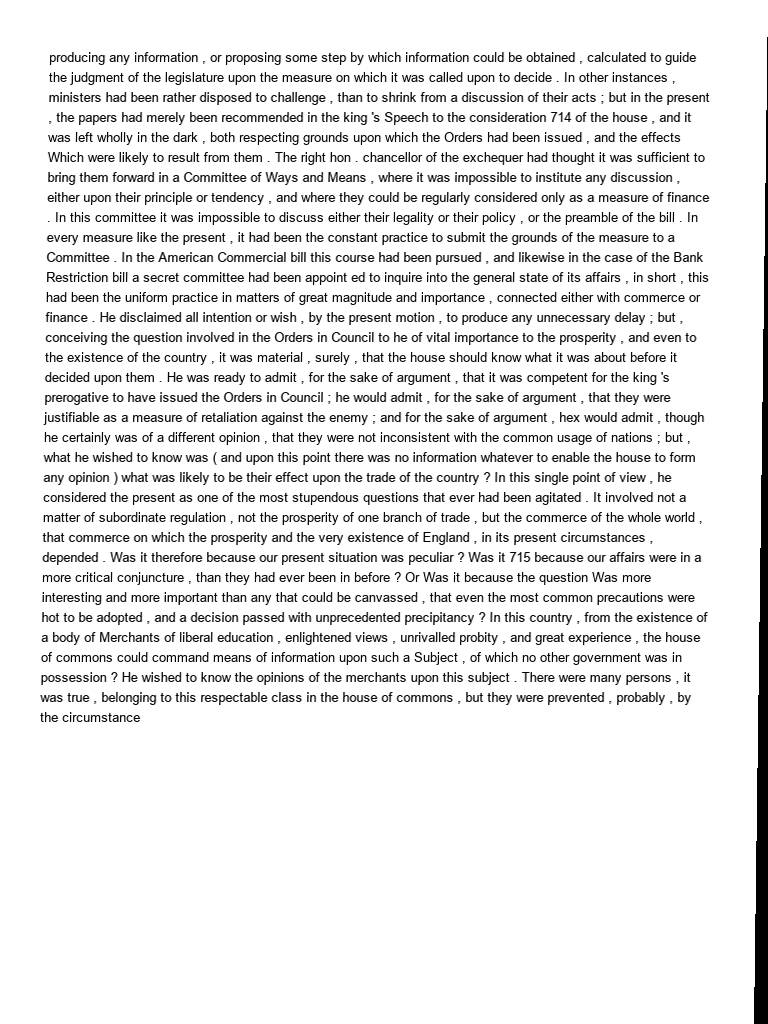 producing any information , or proposing some step by which information could be obtained , calculated to guide
the judgment of the legislature upon the measure on which it was called upon to decide . In other instances ,
ministers had been rather disposed to challenge , than to shrink from a discussion of their acts ; but in the present
, the papers had merely been recommended in the king 's Speech to the consideration 714 of the house , and it
was left wholly in the dark , both respecting grounds upon which the Orders had been issued , and the effects
Which were likely to result from them . The right hon . chancellor of the exchequer had thought it was sufficient to
bring them forward in a Committee of Ways and Means , where it was impossible to institute any discussion ,
either upon their principle or tendency , and where they could be regularly considered only as a measure of finance
. In this committee it was impossible to discuss either their legality or their policy , or the preamble of the bill . In
every measure like the present , it had been the constant practice to submit the grounds of the measure to a
Committee . In the American Commercial bill this course had been pursued , and likewise in the case of the Bank
Restriction bill a secret committee had been appoint ed to inquire into the general state of its affairs , in short , this
had been the uniform practice in matters of great magnitude and importance , connected either with commerce or
finance . He disclaimed all intention or wish , by the present motion , to produce any unnecessary delay ; but ,
conceiving the question involved in the Orders in Council to he of vital importance to the prosperity , and even to
the existence of the country , it was material , surely , that the house should know what it was about before it
decided upon them . He was ready to admit , for the sake of argument , that it was competent for the king 's
prerogative to have issued the Orders in Council ; he would admit , for the sake of argument , that they were
justifiable as a measure of retaliation against the enemy ; and for the sake of argument , hex would admit , though
he certainly was of a different opinion , that they were not inconsistent with the common usage of nations ; but ,
what he wished to know was ( and upon this point there was no information whatever to enable the house to form
any opinion ) what was likely to be their effect upon the trade of the country ? In this single point of view , he
considered the present as one of the most stupendous questions that ever had been agitated . It involved not a
matter of subordinate regulation , not the prosperity of one branch of trade , but the commerce of the whole world ,
that commerce on which the prosperity and the very existence of England , in its present circumstances ,
depended . Was it therefore because our present situation was peculiar ? Was it 715 because our affairs were in a
more critical conjuncture , than they had ever been in before ? Or Was it because the question Was more
interesting and more important than any that could be canvassed , that even the most common precautions were
hot to be adopted , and a decision passed with unprecedented precipitancy ? In this country , from the existence of
a body of Merchants of liberal education , enlightened views , unrivalled probity , and great experience , the house
of commons could command means of information upon such a Subject , of which no other government was in
possession ? He wished to know the opinions of the merchants upon this subject . There were many persons , it
was true , belonging to this respectable class in the house of commons , but they were prevented , probably , by
the circumstance